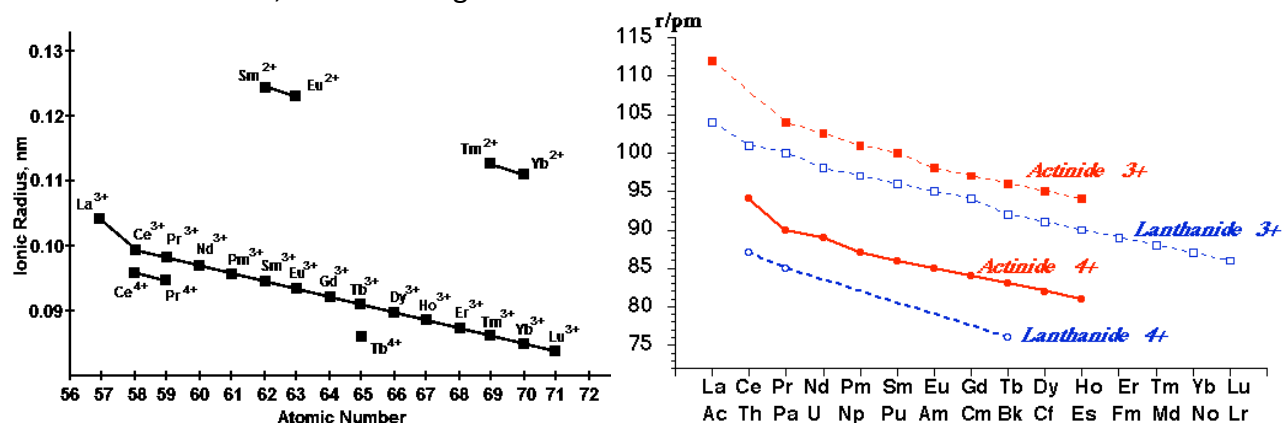 0.13
0.12
0.11
0.10
0.09
Ionic Radius, nm
Sm2+
Eu2+
Tm2+
Yb2+
La3+
Ce3+
Pr3+
Nd3+
Pm3+
Sm3+
Eu3+
Gd3+
Tb3+
Dy3+
Ho3+
Er3+
Tm3+
Yb3+
Lu3+
Ce4+
Pr4+
Tb4+
56 57 58 59 60 61 62 63 64 65 66 67 68 69 70 71 72
Atomic Number
r/pm
115
110
105
100
95
90
85
80
75
Actinide 3+
Lanthanide 3+
Actinide 4+
Lanthanide 4+
La Ce Pr Nd Pm Sm Eu Gd Tb Dy Ho Er Tm Yb Lu
Ac Th Pa U Np Pu Am Cm Bk Cf Es Fm Md No Lr